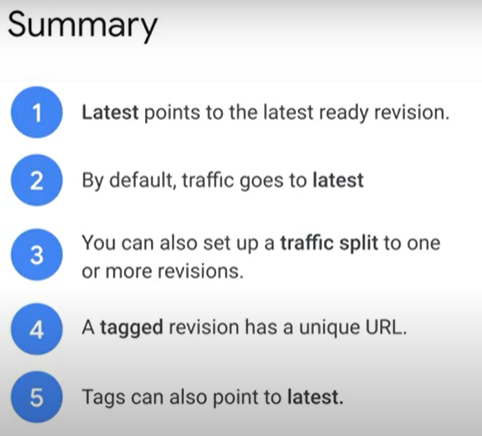 Summary
1 Latest points to the latest ready revision.
2 By default, traffic goes to latest
3 You can also set up a traffic split to one
or more revisions.
4 A tagged revision has a unique URL.
5 Tags can also point to latest.